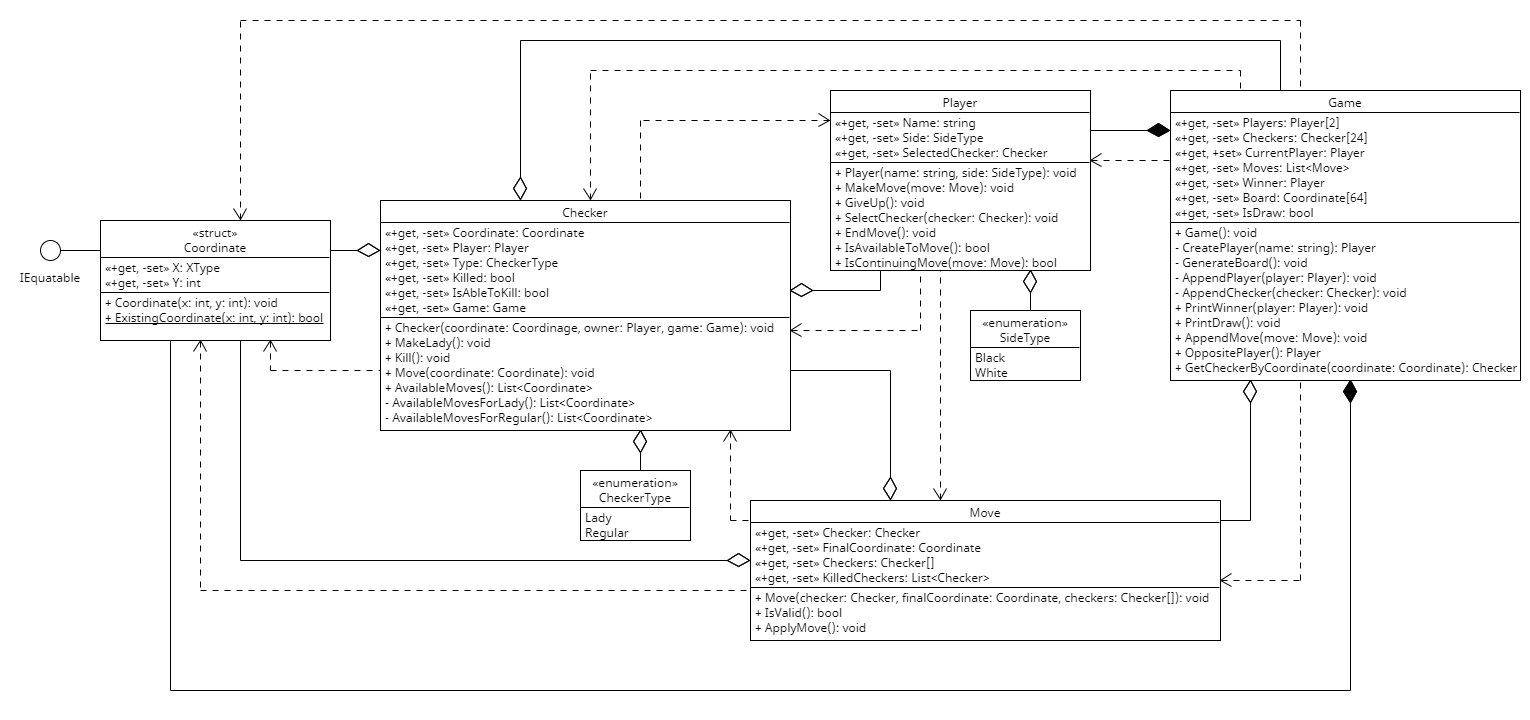 IEquatable
«struct»
Coordinate
«+get, -set» X: XType
«+get, -set» Y: int
+ Coordinate(x: int, y: int): void
+ ExistingCoordinate(x: int, y: int): bool
Checker
«+get, -set» Coordinate: Coordinate
«+get, -set» Player: Player
«+get, -set» Type: CheckerType
«+get, -set» Killed: bool
«+get, -set» IsAbleToKill: bool
«+get, -set» Game: Game
+ Checker(coordinate: Coordinage, owner: Player, game: Game): void
+ MakeLady(): void
+ Kill(): void
+ Move(coordinate: Coordinate): void
+ AvailableMoves(): List<Coordinate>
- AvailableMovesForLady(): List<Coordinate>
- AvailableMovesForRegular(): List<Coordinate>
«enumeration»
CheckerType
Lady
Regular
Player
«+get, -set» Name: string
«+get, -set» Side: SideType
«+get, -set» SelectedChecker: Checker
+ Player(name: string, side: SideType): void
+ MakeMove(move: Move): void
+ GiveUp(): void
+ SelectChecker(checker: Checker): void
+ EndMove(): void
+ IsAvailableToMove(): bool
+ IsContinuingMove(move: Move): bool
«enumeration»
SideType
Black
White
Game
«+get, -set» Players: Player[2]
«+get, -set» Checkers: Checker[24]
«+get, +set» CurrentPlayer: Player
«+get, -set» Moves: List<Move>
«+get, -set» Winner: Player
«+get, -set» Board: Coordinate[64]
«+get, -set» IsDraw: bool
+ Game(): void
- CreatePlayer(name: string): Player
- GenerateBoard(): void
- AppendPlayer(player: Player): void
- AppendChecker(checker: Checker): void
+ PrintWinner(player: Player): void
+ PrintDraw(): void
+ AppendMove(move: Move): void
+ OppositePlayer(): Player
+ GetCheckerByCoordinate(coordinate: Coordinate): Checker
Move
«+get, -set» Checker: Checker
«+get, -set» FinalCoordinate: Coordinate
«+get, -set» Checkers: Checker[]
«+get, -set» KilledCheckers: List<Checker>
+ Move(checker: Checker, finalCoordinate: Coordinate, checkers: Checker[]): void
+ IsValid(): bool
+ ApplyMove(): void